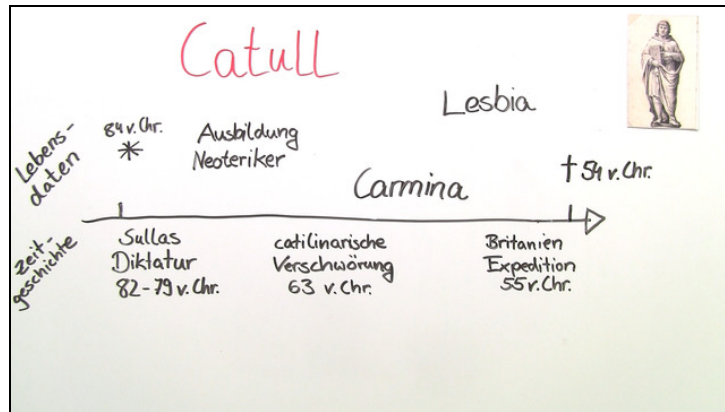 Catull
Lesbia
Lebens-
daten
84 v. Chr.
*
Ausbildung
Neoteriker
Carmina
† 54 v. Chr.
Zeit-
geschichte
Sullas
Diktatur
82-79 v. Chr.
catilinarische
Verschwörung
63 v. Chr.
Britanien
Expedition
55 v. Chr.